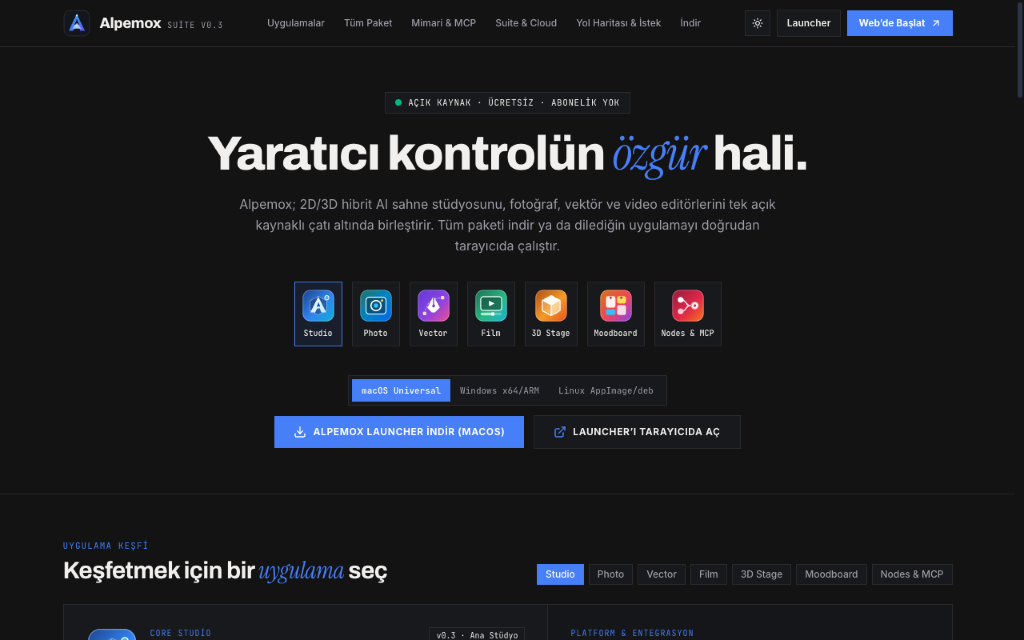 Alpemox SUİTE V0.3
Uygulamalar Tüm Paket Mimari & MCP Suite & Cloud Yol Haritası & İstek İndir
Launcher Web'de Başlat
AÇIK KAYNAK · ÜCRETSİZ · ABONELİK YOK
Yaratıcı kontrolün özgür hali.
Alpemox; 2D/3D hibrit AI sahne stüdyosunu, fotoğraf, vektör ve video editörlerini tek açık
kaynaklı çatı altında birleştirir. Tüm paketi indir ya da dilediğin uygulamayı doğrudan
tarayıcıda çalıştır.
Studio Photo Vector Film 3D Stage Moodboard Nodes & MCP
macOS Universal Windows x64/ARM Linux AppImage/deb
ALPEMOX LAUNCHER İNDİR (MACOS) LAUNCHER'I TARAYICIDA AÇ
UYGULAMA KEŞFİ
Keşfetmek için bir uygulama seç
Studio Photo Vector Film 3D Stage Moodboard Nodes & MCP
CORE STUDİO
v0.3 · Ana Stüdyo
PLATFORM & ENTEGRASYON